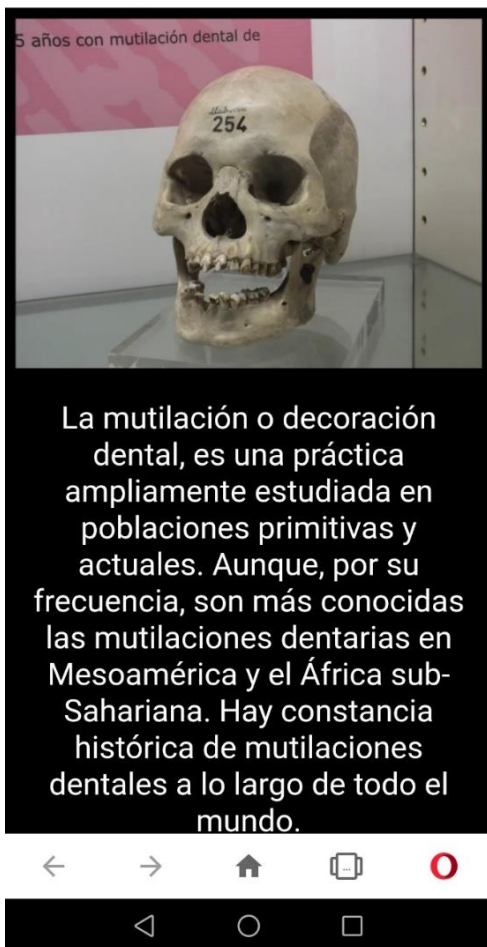 5 años con mutilación dental de
254
La mutilación o decoración
dental, es una práctica
ampliamente estudiada en
poblaciones primitivas y
actuales. Aunque, por su
frecuencia, son más conocidas
las mutilaciones dentarias en
Mesoamérica y el África sub-
Sahariana. Hay constancia
histórica de mutilaciones
dentales a lo largo de todo el
mundo.